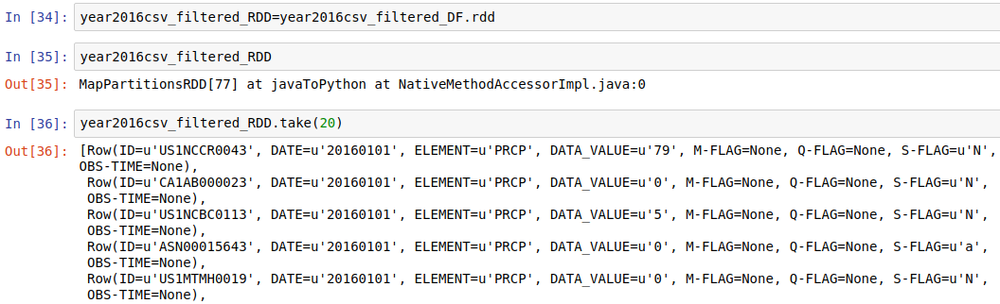 In [34]: year2016csv_filtered_RDD=year2016csv_filtered_DF.rdd
In [35]: year2016csv_filtered_RDD
Out[35]: MapPartitionsRDD[77] at javaToPython at NativeMethodAccessorImpl.java:0
In [36]: year2016csv_filtered_RDD.take(20)
Out[36]: [Row(ID=u'US1NCCR0043', DATE=u'20160101', ELEMENT=u'PRCP', DATA_VALUE=u'79', M-FLAG=None, Q-FLAG=None, S-FLAG=u'N',
OBS-TIME=None),
Row(ID=u'CA1AB000023', DATE=u'20160101', ELEMENT=u'PRCP', DATA_VALUE=u'0', M-FLAG=None, Q-FLAG=None, S-FLAG=u'N',
OBS-TIME=None),
Row(ID=u'US1NCBC0113', DATE=u'20160101', ELEMENT=u'PRCP', DATA_VALUE=u'5', M-FLAG=None, Q-FLAG=None, S-FLAG=u'N',
OBS-TIME=None),
Row(ID=u'ASN00015643', DATE=u'20160101', ELEMENT=u'PRCP', DATA_VALUE=u'0', M-FLAG=None, Q-FLAG=None, S-FLAG=u'a',
OBS-TIME=None),
Row(ID=u'US1MTMH0019', DATE=u'20160101', ELEMENT=u'PRCP', DATA_VALUE=u'0', M-FLAG=None, Q-FLAG=None, S-FLAG=u'N',
OBS-TIME=None),